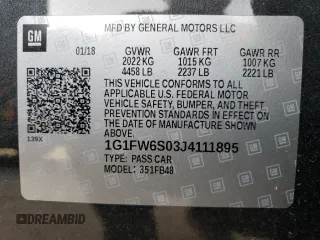 GM
MFD BY GENERAL MOTORS LLC
01/18 GVWR GAWR FRT GAWR RR
2022 KG 1015 KG 1007 KG
4458 LB 2237 LB 2221 LB
THIS VEHICLE CONFORMS TO ALL
APPLICABLE U.S. FEDERAL MOTOR
VEHICLE SAFETY, BUMPER, AND THEFT
PREVENTION STANDARDS IN EFFECT ON
THE DATE OF MANUFACTURE SHOWN ABOVE.
139X
1G1FW6S03J4111895
TYPE: PASS CAR
MODEL: 351FB48
DREAMBID